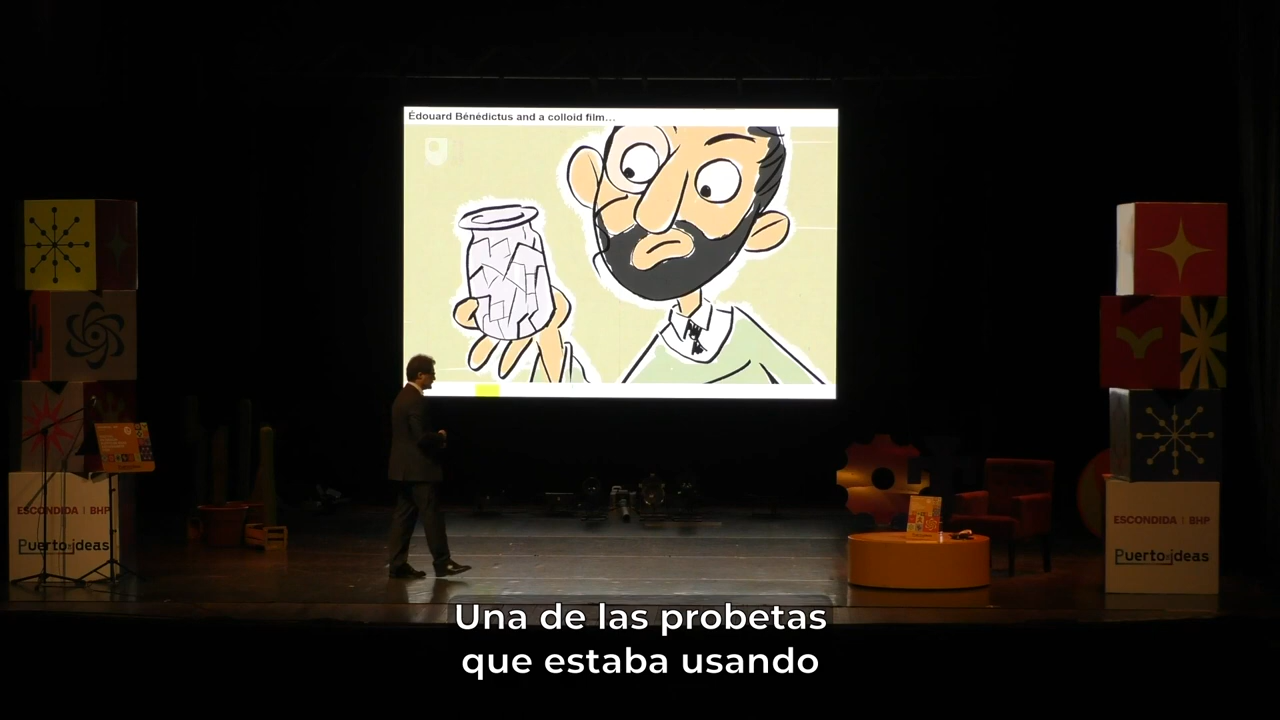 Édouard Bénédictus and a colloid film...
ESCONDIDA | BHP
Puerto ideas
ESCONDIDA | BHP
Puerto ideas
Una de las probetas
que estaba usando